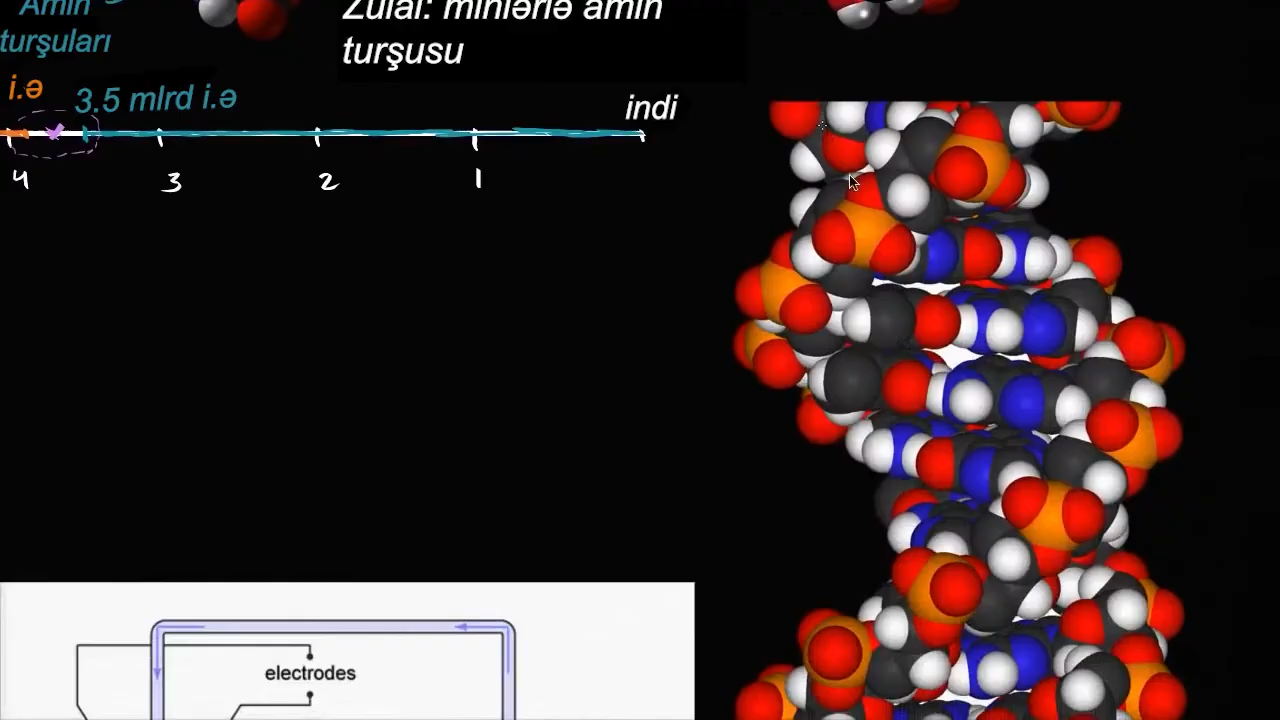 Amin
turşuları
Zülal: minlərlə amin
turşusu
i.ə
3.5 mlrd i.ə
indi
4
3
2
1
electrodes